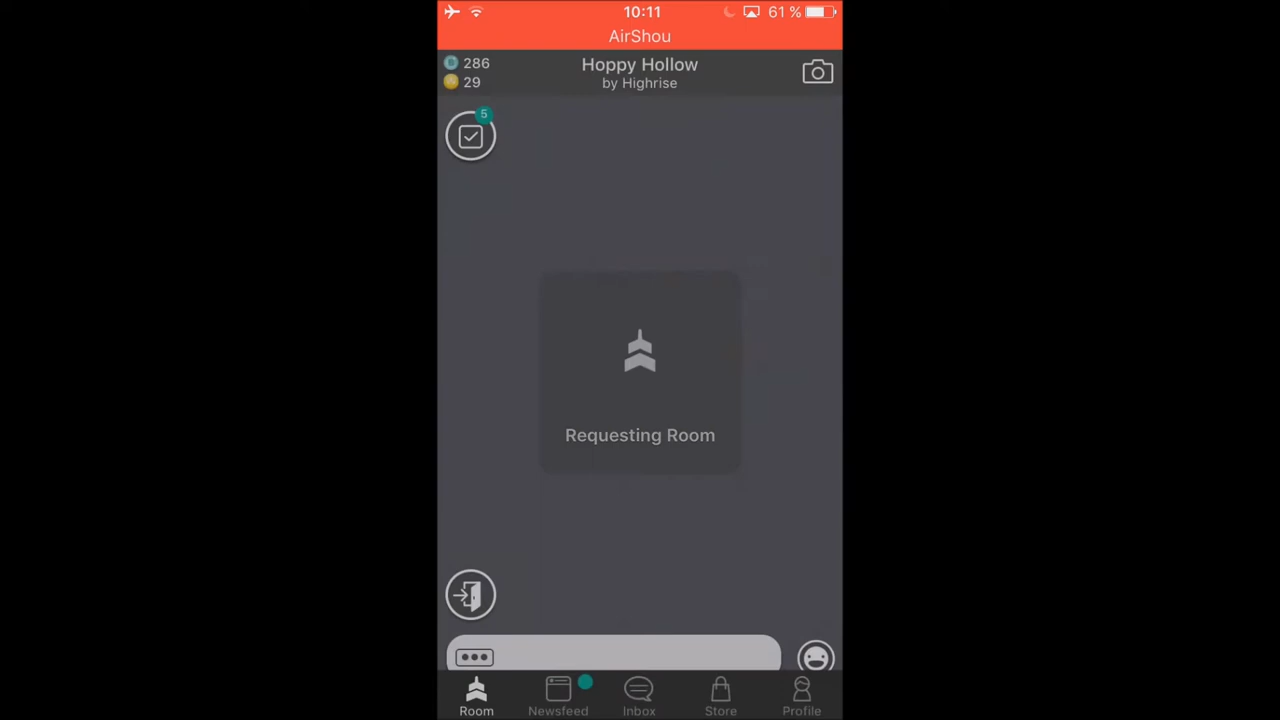 10:11
61 %
AirShou
286
29
Hoppy Hollow
by Highrise
5
Requesting Room
Room
Newsfeed
Inbox
Store
Profile